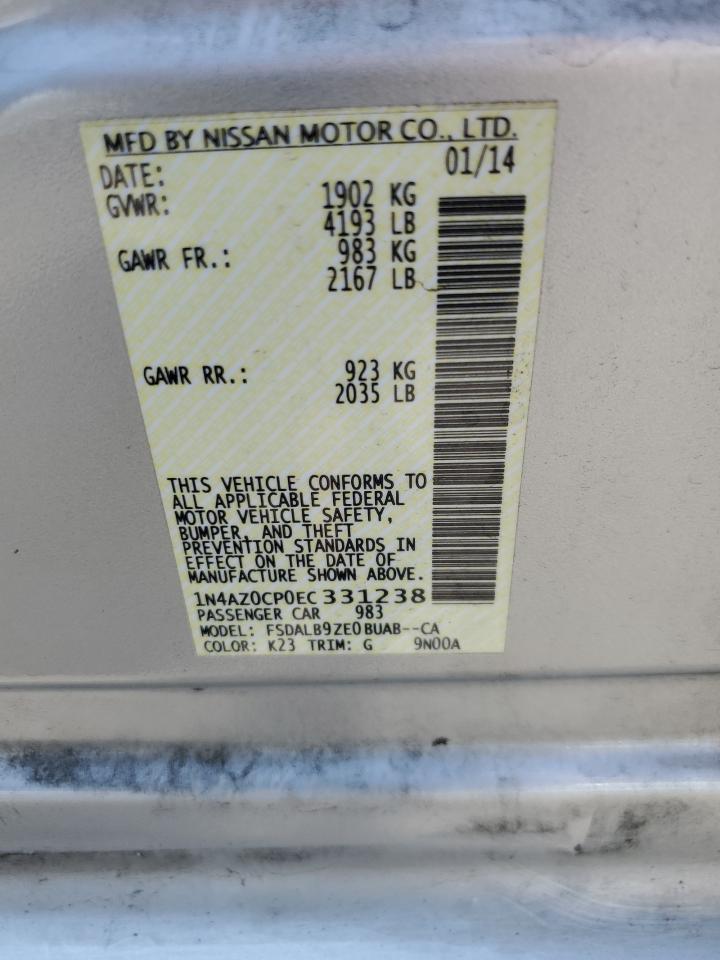 MFD BY NISSAN MOTOR CO., LTD.
DATE: 01/14
GVWR: 1902 KG
4193 LB
GAWR FR.: 983 KG
2167 LB
GAWR RR.: 923 KG
2035 LB
THIS VEHICLE CONFORMS TO
ALL APPLICABLE FEDERAL
MOTOR VEHICLE SAFETY,
BUMPER, AND THEFT
PREVENTION STANDARDS IN
EFFECT ON THE DATE OF
MANUFACTURE SHOWN ABOVE.
1N4AZ0CP0EC331238
PASSENGER CAR 983
MODEL: FSDALB9ZE0BUAB--CA
COLOR: K23 TRIM: G 9N00A